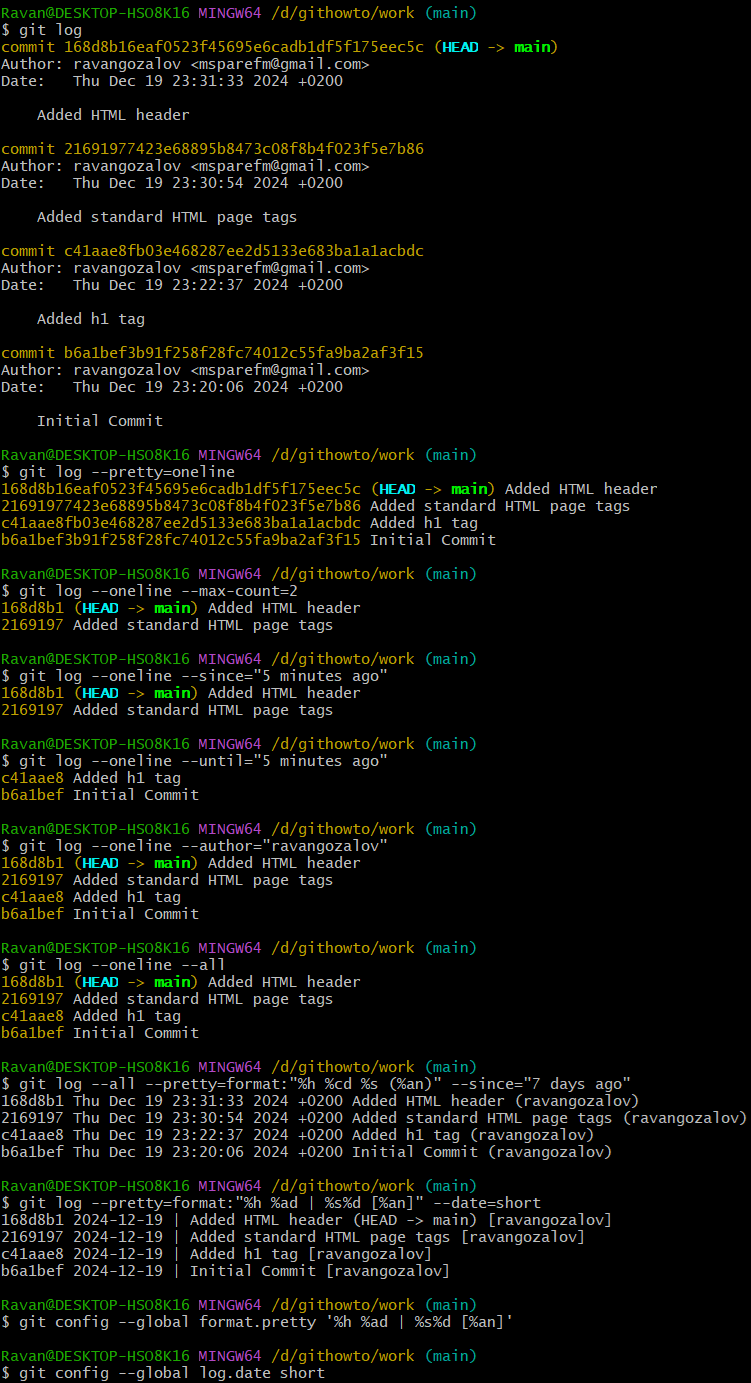 Ravan@DESKTOP-HSO8K16 MINGW64 /d/githowto/work (main)
$ git log
commit 168d8b16eaf0523f45695e6cadb1df5f175eec5c (HEAD -> main)
Author: ravangozalov <msparefm@gmail.com>
Date:   Thu Dec 19 23:31:33 2024 +0200
    Added HTML header
commit 21691977423e68895b8473c08f8b4f023f5e7b86
Author: ravangozalov <msparefm@gmail.com>
Date:   Thu Dec 19 23:30:54 2024 +0200
    Added standard HTML page tags
commit c41aae8fb03e468287ee2d5133e683ba1a1acbdc
Author: ravangozalov <msparefm@gmail.com>
Date:   Thu Dec 19 23:22:37 2024 +0200
    Added h1 tag
commit b6a1bef3b91f258f28fc74012c55fa9ba2af3f15
Author: ravangozalov <msparefm@gmail.com>
Date:   Thu Dec 19 23:20:06 2024 +0200
    Initial Commit
Ravan@DESKTOP-HSO8K16 MINGW64 /d/githowto/work (main)
$ git log --pretty=oneline
168d8b16eaf0523f45695e6cadb1df5f175eec5c (HEAD -> main) Added HTML header
21691977423e68895b8473c08f8b4f023f5e7b86 Added standard HTML page tags
c41aae8fb03e468287ee2d5133e683ba1a1acbdc Added h1 tag
b6a1bef3b91f258f28fc74012c55fa9ba2af3f15 Initial Commit
Ravan@DESKTOP-HSO8K16 MINGW64 /d/githowto/work (main)
$ git log --oneline --max-count=2
168d8b1 (HEAD -> main) Added HTML header
2169197 Added standard HTML page tags
Ravan@DESKTOP-HSO8K16 MINGW64 /d/githowto/work (main)
$ git log --oneline --since="5 minutes ago"
168d8b1 (HEAD -> main) Added HTML header
2169197 Added standard HTML page tags
Ravan@DESKTOP-HSO8K16 MINGW64 /d/githowto/work (main)
$ git log --oneline --until="5 minutes ago"
c41aae8 Added h1 tag
b6a1bef Initial Commit
Ravan@DESKTOP-HSO8K16 MINGW64 /d/githowto/work (main)
$ git log --oneline --author="ravangozalov"
168d8b1 (HEAD -> main) Added HTML header
2169197 Added standard HTML page tags
c41aae8 Added h1 tag
b6a1bef Initial Commit
Ravan@DESKTOP-HSO8K16 MINGW64 /d/githowto/work (main)
$ git log --oneline --all
168d8b1 (HEAD -> main) Added HTML header
2169197 Added standard HTML page tags
c41aae8 Added h1 tag
b6a1bef Initial Commit
Ravan@DESKTOP-HSO8K16 MINGW64 /d/githowto/work (main)
$ git log --all --pretty=format:"%h %cd %s (%an)" --since="7 days ago"
168d8b1 Thu Dec 19 23:31:33 2024 +0200 Added HTML header (ravangozalov)
2169197 Thu Dec 19 23:30:54 2024 +0200 Added standard HTML page tags (ravangozalov)
c41aae8 Thu Dec 19 23:22:37 2024 +0200 Added h1 tag (ravangozalov)
b6a1bef Thu Dec 19 23:20:06 2024 +0200 Initial Commit (ravangozalov)
Ravan@DESKTOP-HSO8K16 MINGW64 /d/githowto/work (main)
$ git log --pretty=format:"%h %ad | %s%d [%an]" --date=short
168d8b1 2024-12-19 | Added HTML header (HEAD -> main) [ravangozalov]
2169197 2024-12-19 | Added standard HTML page tags [ravangozalov]
c41aae8 2024-12-19 | Added h1 tag [ravangozalov]
b6a1bef 2024-12-19 | Initial Commit [ravangozalov]
Ravan@DESKTOP-HSO8K16 MINGW64 /d/githowto/work (main)
$ git config --global format.pretty '%h %ad | %s%d [%an]'
Ravan@DESKTOP-HSO8K16 MINGW64 /d/githowto/work (main)
$ git config --global log.date short